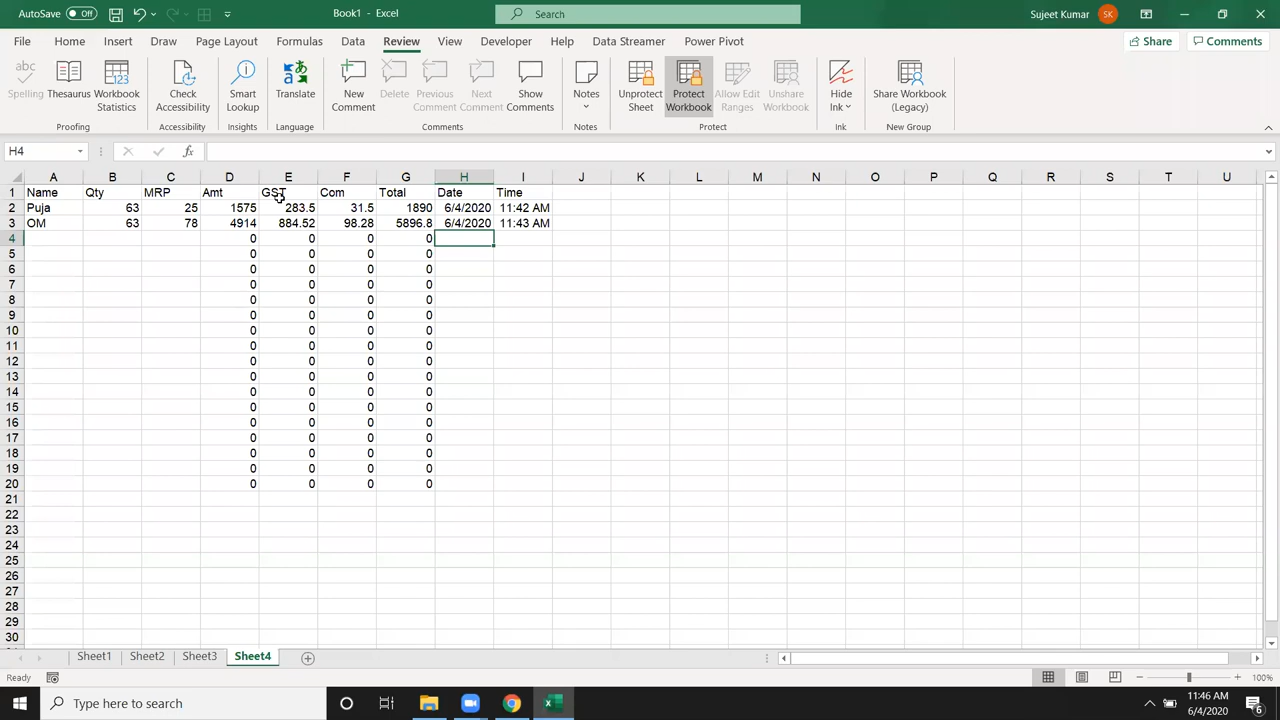 AutoSave Off Book1 - Excel Search Sujeet Kumar SK
File Home Insert Draw Page Layout Formulas Data Review View Developer Help Data Streamer Power Pivot Share Comments
Spelling Thesaurus Workbook Statistics Check Accessibility Smart Lookup Translate New Comment Delete Previous Comment Next Comment Show Comments Notes Unprotect Sheet Protect Workbook Allow Edit Ranges Unshare Workbook Hide Ink Share Workbook (Legacy)
Proofing Accessibility Insights Language Comments Notes Protect Ink New Group
H4 fx
A B C D E F G H I J K L M N O P Q R S T U
1 Name Qty MRP Amt GST Com Total Date Time
2 Puja 63 25 1575 283.5 31.5 1890 6/4/2020 11:42 AM
3 OM 63 78 4914 884.52 98.28 5896.8 6/4/2020 11:43 AM
4 0 0 0 0
5 0 0 0 0
6 0 0 0 0
7 0 0 0 0
8 0 0 0 0
9 0 0 0 0
10 0 0 0 0
11 0 0 0 0
12 0 0 0 0
13 0 0 0 0
14 0 0 0 0
15 0 0 0 0
16 0 0 0 0
17 0 0 0 0
18 0 0 0 0
19 0 0 0 0
20 0 0 0 0
21
22
23
24
25
26
27
28
29
30
Sheet1 Sheet2 Sheet3 Sheet4
Ready 100%
Type here to search 11:46 AM
6/4/2020 6